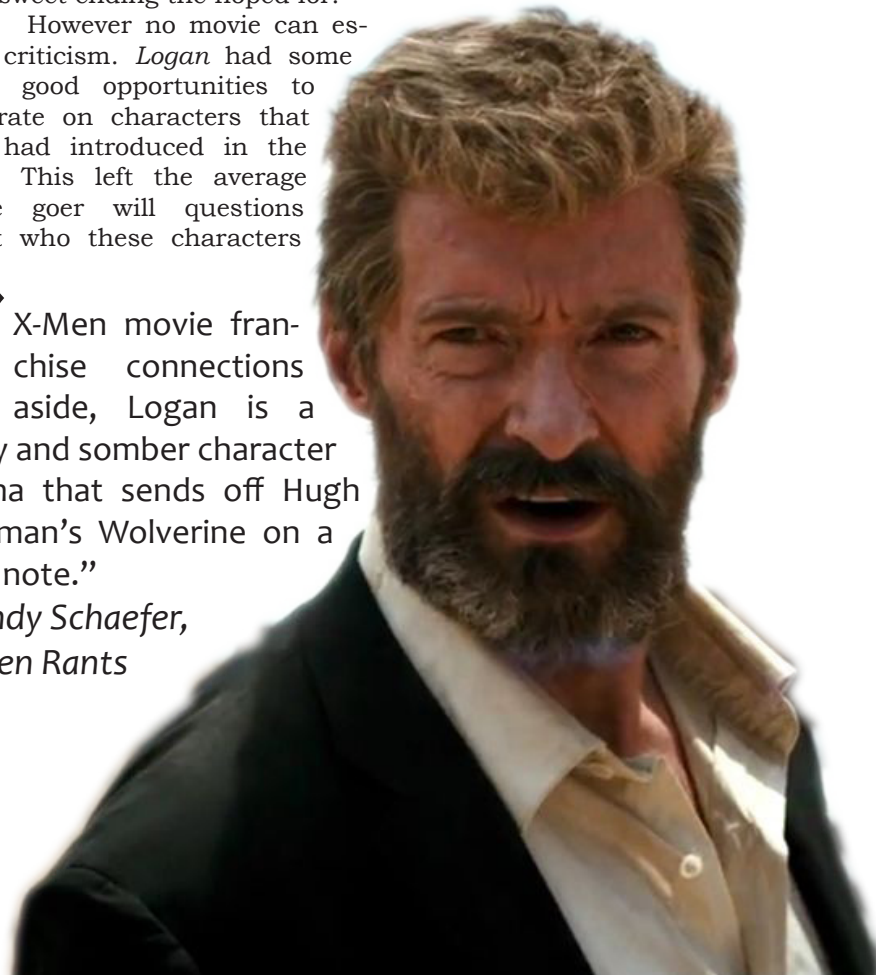 sweet ending the hoped for?
However no movie can es-
criticism. Logan had some
good opportunities to
rate on characters that
had introduced in the
This left the average
goer will questions
who these characters
X-Men movie fran-
chise connections
aside, Logan is a
and somber character
that sends off Hugh
man’s Wolverine on a
note.”
ndy Schaefer,
en Rants